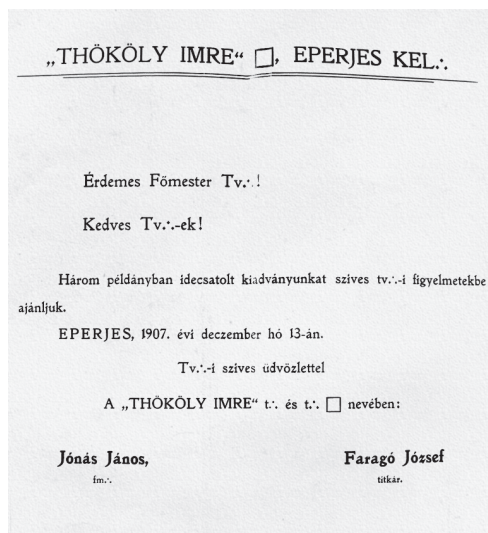 „THÖKÖLY IMRE“ □, EPERJES KEL∴
Érdemes Főmester Tv∴!
Kedves Tv∴-ek!
Három példányban idecsatolt kiadványunkat szives tv∴-i figyelmetekbe
ajánljuk.
EPERJES, 1907. évi deczember hó 13-án.
Tv∴-i szives üdvözlettel
A „THÖKÖLY IMRE“ t∴ és t∴ □ nevében:
Jónás János, Faragó József
fm∴ titkár.